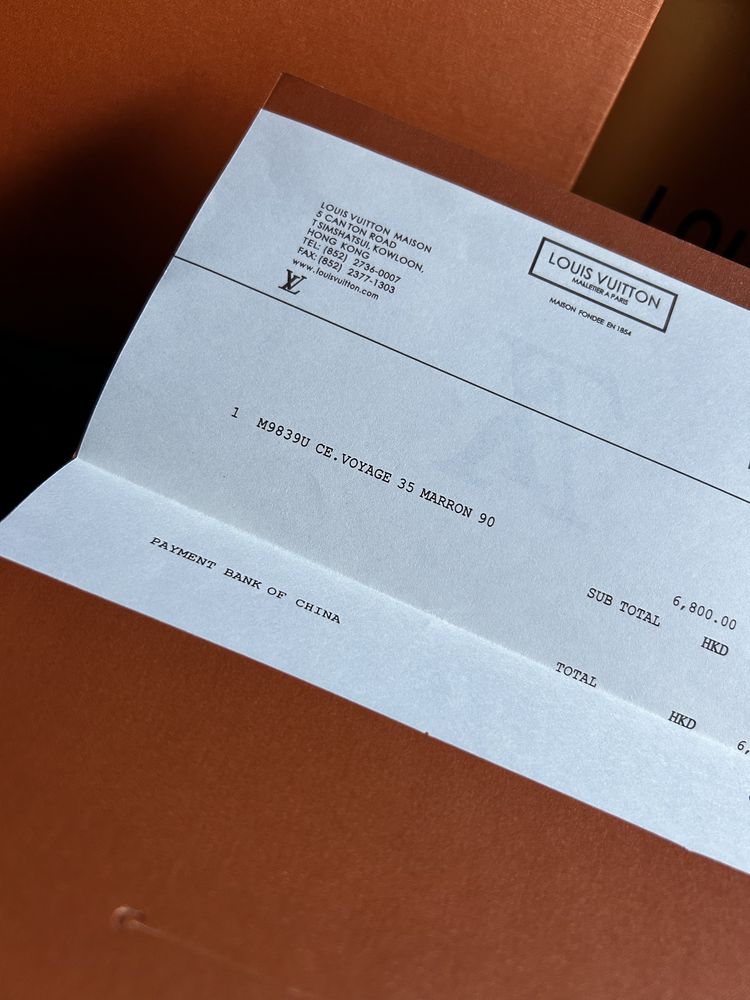 LOUIS VUITTON MAISON
5 CANTON ROAD
TSIMSHATSUI, KOWLOON,
HONG KONG
TEL: (852) 2736-0007
FAX: (852) 2377-1303
www.louisvuitton.com
LV
LOUIS VUITTON
MALLETIER A PARIS
MAISON FONDEE EN 1854
1 M9839U CE.VOYAGE 35 MARRON 90
SUB TOTAL 6,800.00
HKD
TOTAL HKD 6,
PAYMENT BANK OF CHINA